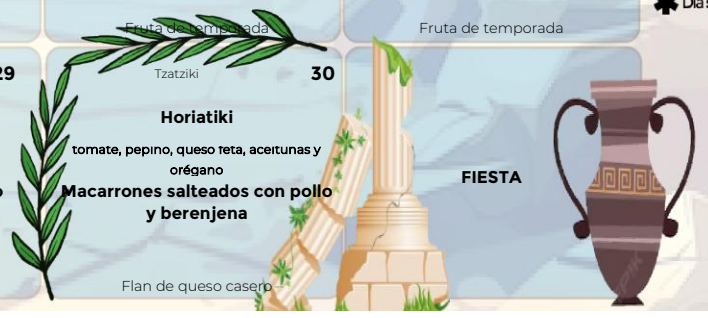 Fruta de temporada
Fruta de temporada
Día
29
Tzatziki
30
Horiatiki
tomate, pepino, queso feta, aceitunas y
orégano
Macarrones salteados con pollo
y berenjena
FIESTA
Flan de queso casero